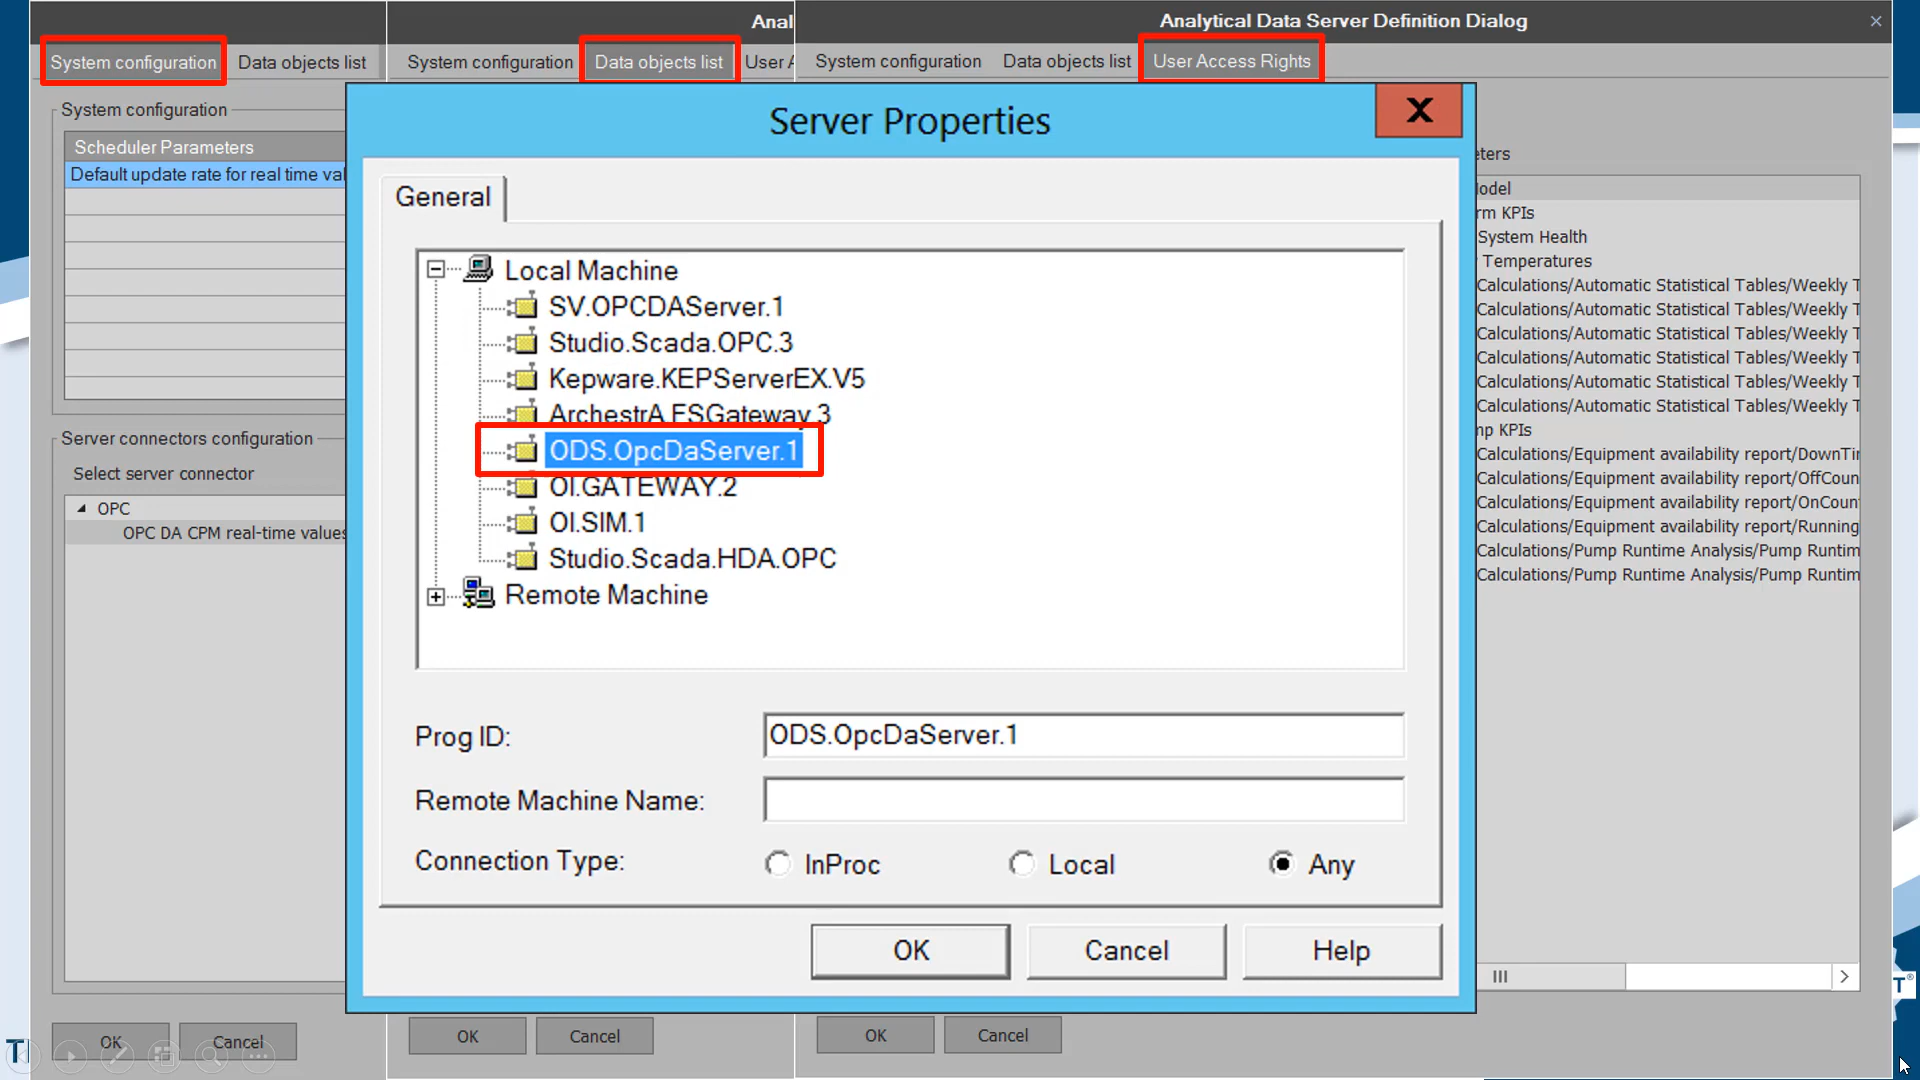 Anal
Analytical Data Server Definition Dialog
System configuration
Data objects list
System configuration
Data objects list
User A
System configuration
Data objects list
User Access Rights
System configuration
Scheduler Parameters
Default update rate for real time val
Server connectors configuration
Select server connector
OPC
OPC DA CPM real-time values
OK
Cancel
Server Properties
General
Local Machine
SV.OPCDAServer.1
Studio.Scada.OPC.3
Kepware.KEPServerEX.V5
ArchestrA.FSGateway.3
ODS.OpcDaServer.1
OI.GATEWAY.2
OI.SIM.1
Studio.Scada.HDA.OPC
Remote Machine
Prog ID:
ODS.OpcDaServer.1
Remote Machine Name:
Connection Type:
InProc
Local
Any
OK
Cancel
Help
OK
Cancel
eters
odel
rm KPIs
System Health
Temperatures
Calculations/Automatic Statistical Tables/Weekly T
Calculations/Automatic Statistical Tables/Weekly T
Calculations/Automatic Statistical Tables/Weekly T
Calculations/Automatic Statistical Tables/Weekly T
Calculations/Automatic Statistical Tables/Weekly T
Calculations/Automatic Statistical Tables/Weekly T
mp KPIs
Calculations/Equipment availability report/DownTir
Calculations/Equipment availability report/OffCoun
Calculations/Equipment availability report/OnCount
Calculations/Equipment availability report/Running
Calculations/Pump Runtime Analysis/Pump Runtim
Calculations/Pump Runtime Analysis/Pump Runtim
OK
Cancel
T®